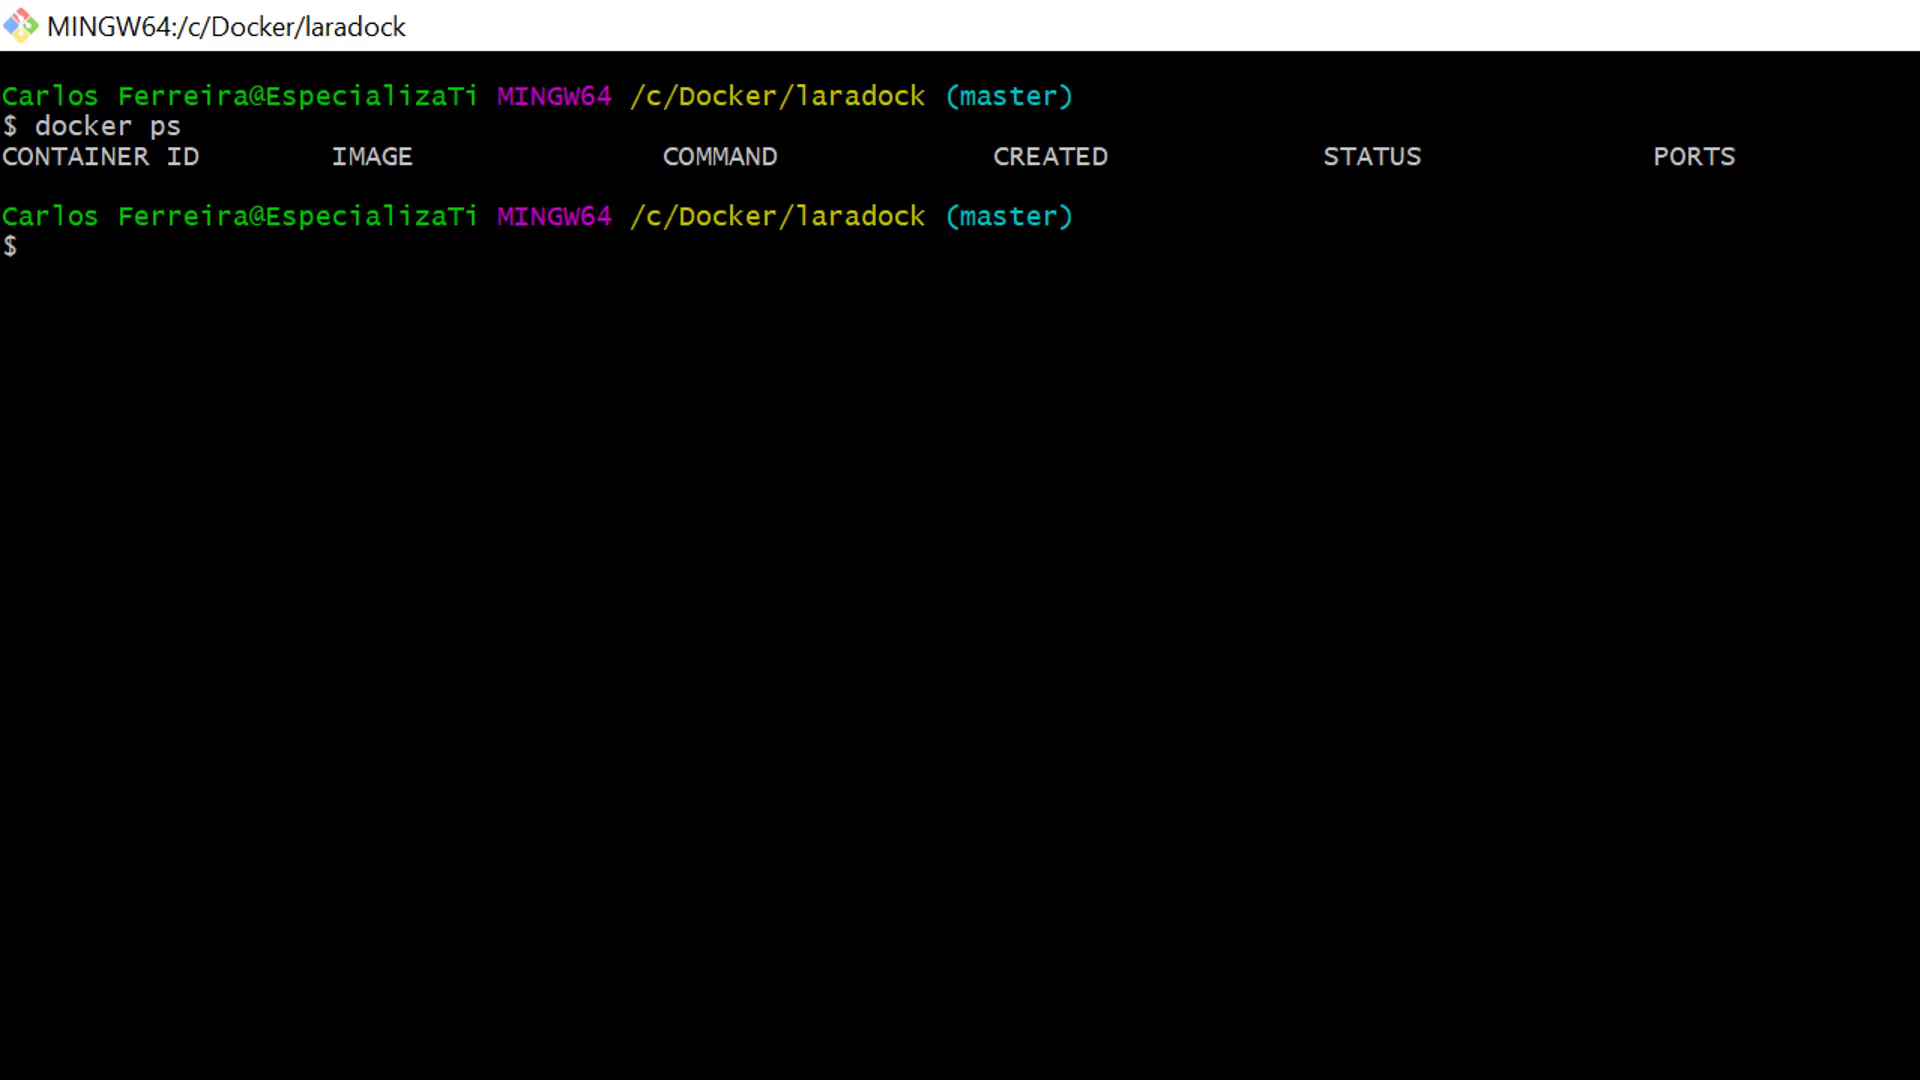 MINGW64:/c/Docker/laradock
Carlos Ferreira@EspecializaTi MINGW64 /c/Docker/laradock (master)
$ docker ps
CONTAINER ID IMAGE COMMAND CREATED STATUS PORTS
Carlos Ferreira@EspecializaTi MINGW64 /c/Docker/laradock (master)
$